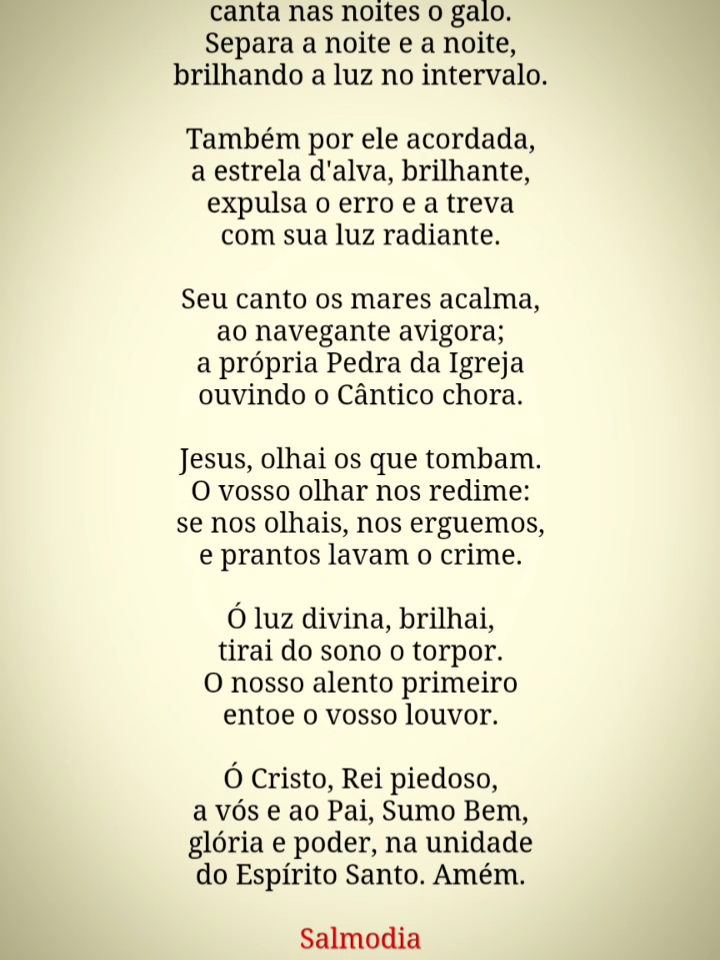 canta nas noites o galo.
Separa a noite e a noite,
brilhando a luz no intervalo.
Também por ele acordada,
a estrela d'alva, brilhante,
expulsa o erro e a treva
com sua luz radiante.
Seu canto os mares acalma,
ao navegante avigora;
a própria Pedra da Igreja
ouvindo o Cântico chora.
Jesus, olhai os que tombam.
O vosso olhar nos redime:
se nos olhais, nos erguemos,
e prantos lavam o crime.
Ó luz divina, brilhai,
tirai do sono o torpor.
O nosso alento primeiro
entoe o vosso louvor.
Ó Cristo, Rei piedoso,
a vós e ao Pai, Sumo Bem,
glória e poder, na unidade
do Espírito Santo. Amém.
Salmodia